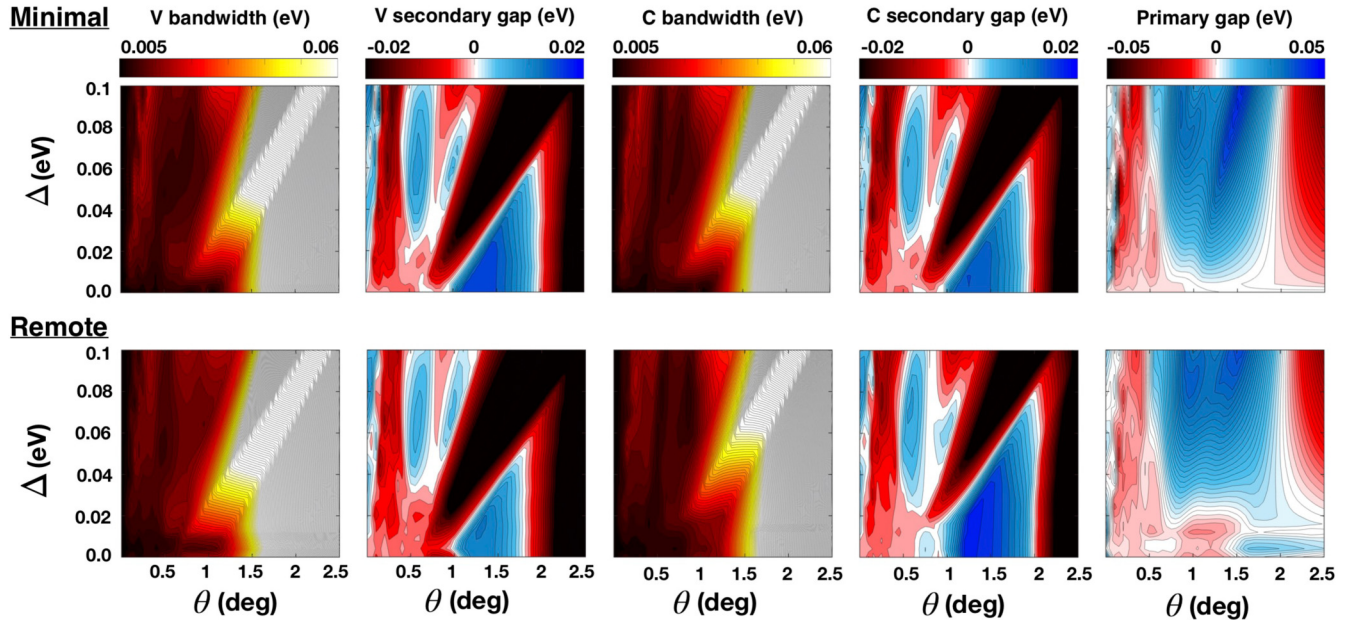 Minimal
V bandwidth (eV)
V secondary gap (eV)
C bandwidth (eV)
C secondary gap (eV)
Primary gap (eV)
0.005 0.06
-0.02 0 0.02
0.005 0.06
-0.02 0 0.02
-0.05 0 0.05
Δ (eV)
0.1
0.08
0.06
0.04
0.02
0.0
Remote
Δ (eV)
0.1
0.08
0.06
0.04
0.02
0.0
0.5 1 1.5 2 2.5
0.5 1 1.5 2 2.5
0.5 1 1.5 2 2.5
0.5 1 1.5 2 2.5
0.5 1 1.5 2 2.5
θ (deg)
θ (deg)
θ (deg)
θ (deg)
θ (deg)